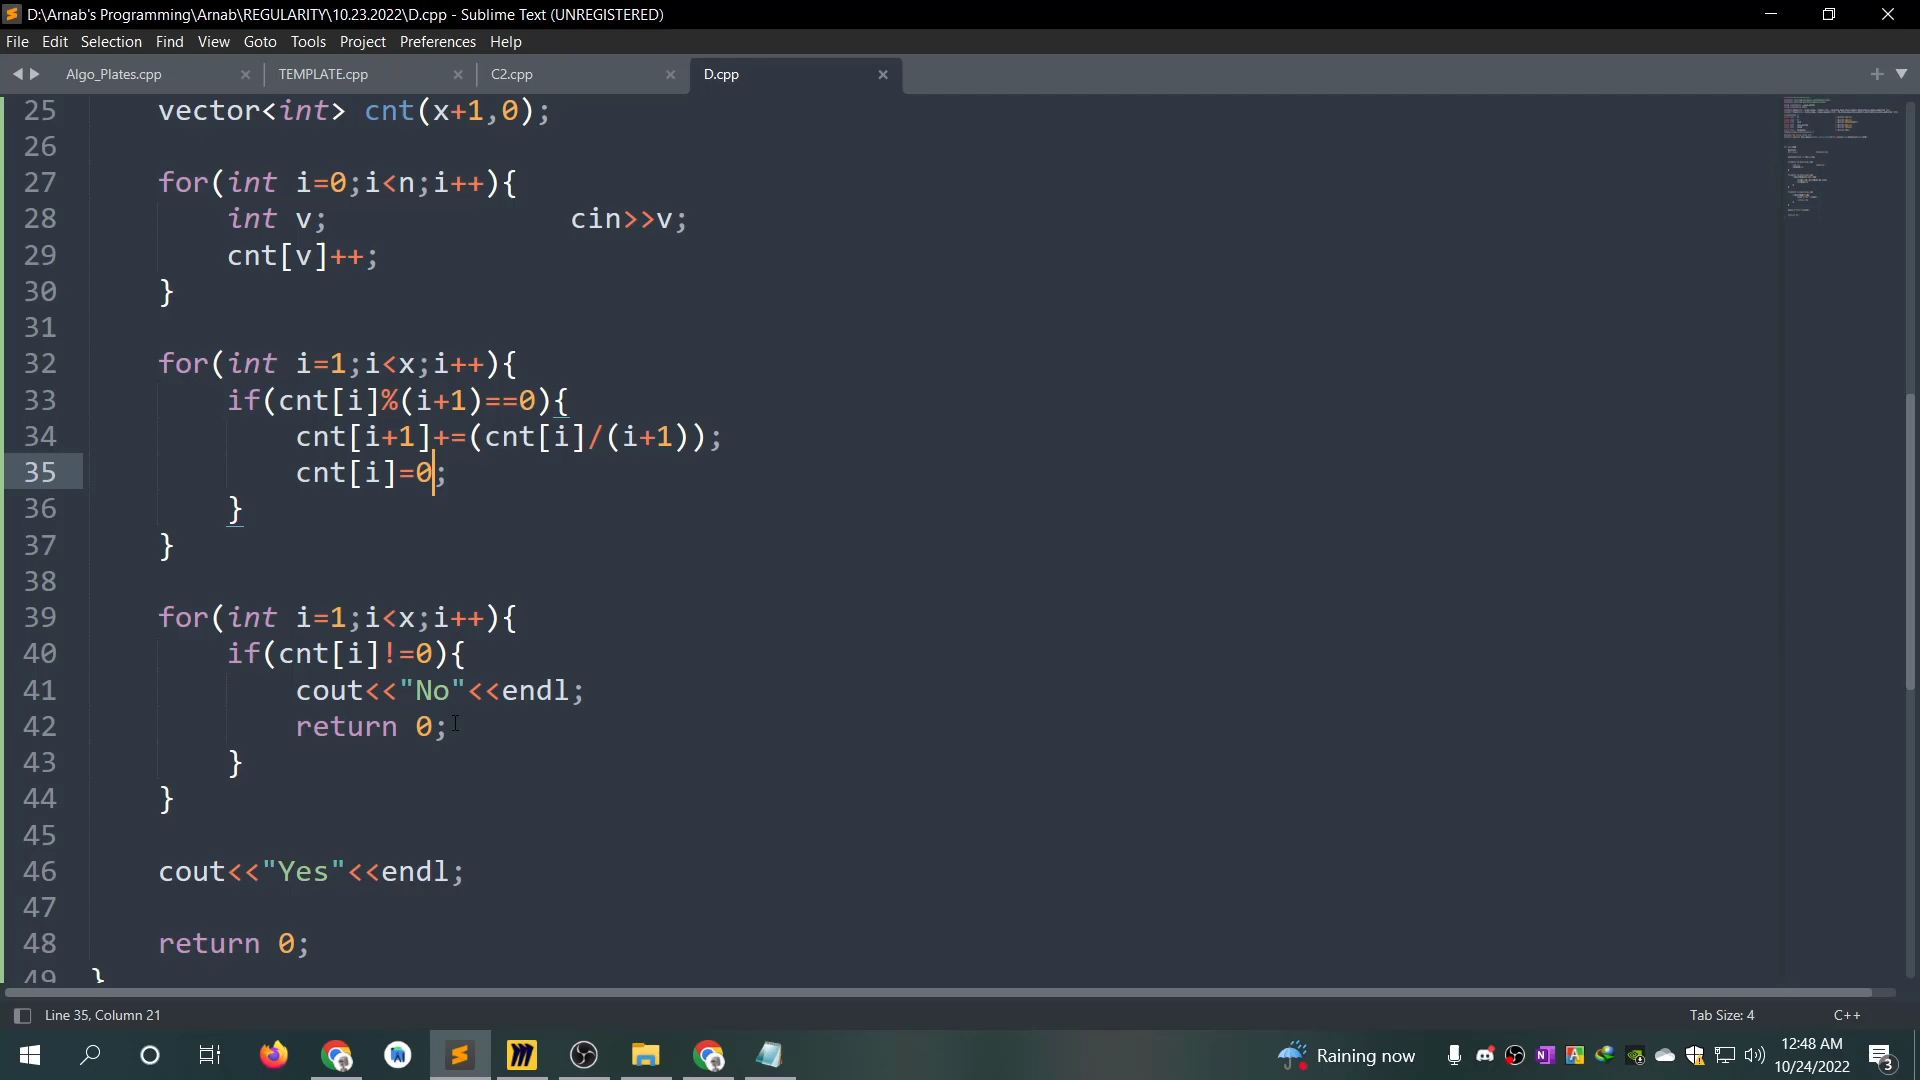 D:\Arnab's Programming\Arnab\REGULARITY\10.23.2022\D.cpp - Sublime Text (UNREGISTERED)
File Edit Selection Find View Goto Tools Project Preferences Help
Algo_Plates.cpp TEMPLATE.cpp C2.cpp D.cpp
25 vector<int> cnt(x+1,0);
26
27 for(int i=0;i<n;i++){
28 int v; cin>>v;
29 cnt[v]++;
30 }
31
32 for(int i=1;i<x;i++){
33 if(cnt[i]%(i+1)==0){
34 cnt[i+1]+=(cnt[i]/(i+1));
35 cnt[i]=0;
36 }
37 }
38
39 for(int i=1;i<x;i++){
40 if(cnt[i]!=0){
41 cout<<"No"<<endl;
42 return 0;
43 }
44 }
45
46 cout<<"Yes"<<endl;
47
48 return 0;
49 }
Line 35, Column 21 Tab Size: 4 C++
Raining now
12:48 AM
10/24/2022
3